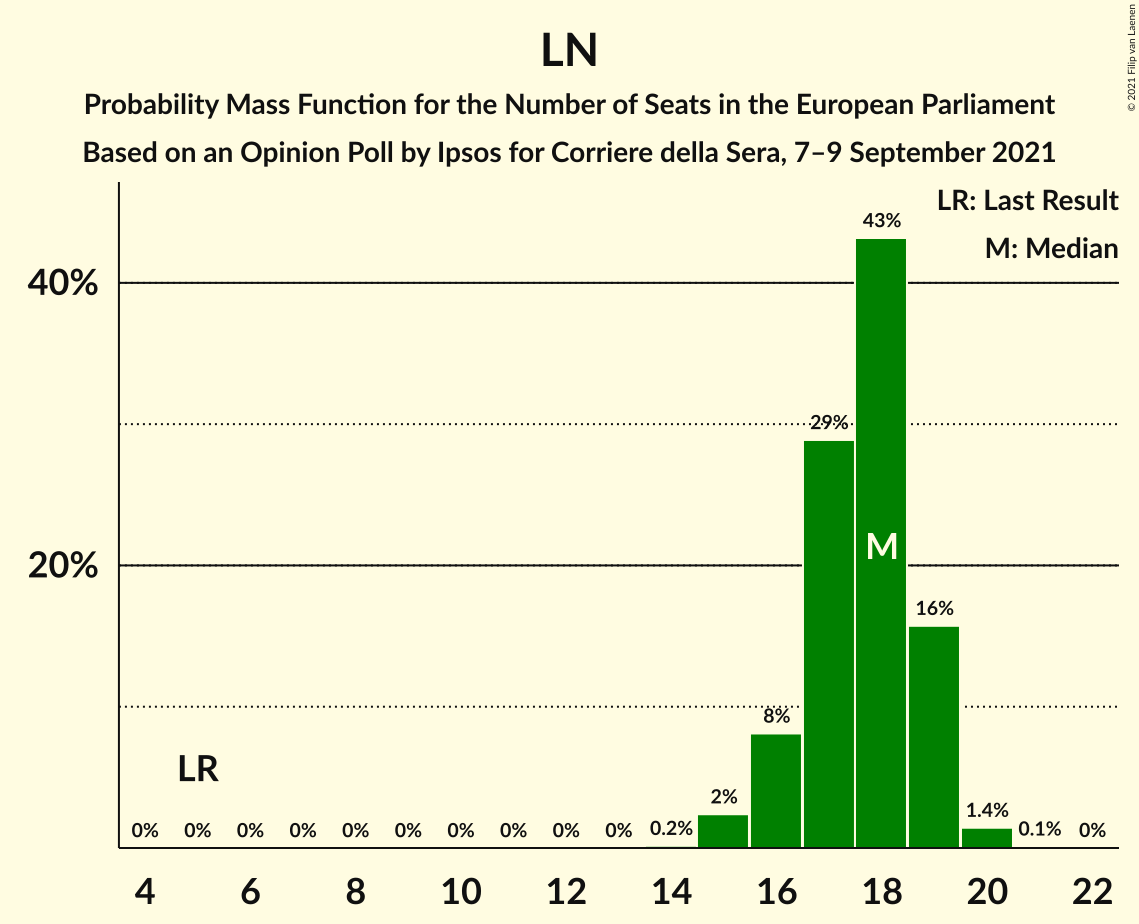 LN
Probability Mass Function for the Number of Seats in the European Parliament
Based on an Opinion Poll by Ipsos for Corriere della Sera, 7–9 September 2021
© 2021 Filip van Laenen
LR: Last Result
M: Median
40%
20%
43%
29%
M
16%
8%
LR
2%
1.4%
0% 0% 0% 0% 0% 0% 0% 0% 0% 0% 0.2% 0.1% 0%
4 6 8 10 12 14 16 18 20 22